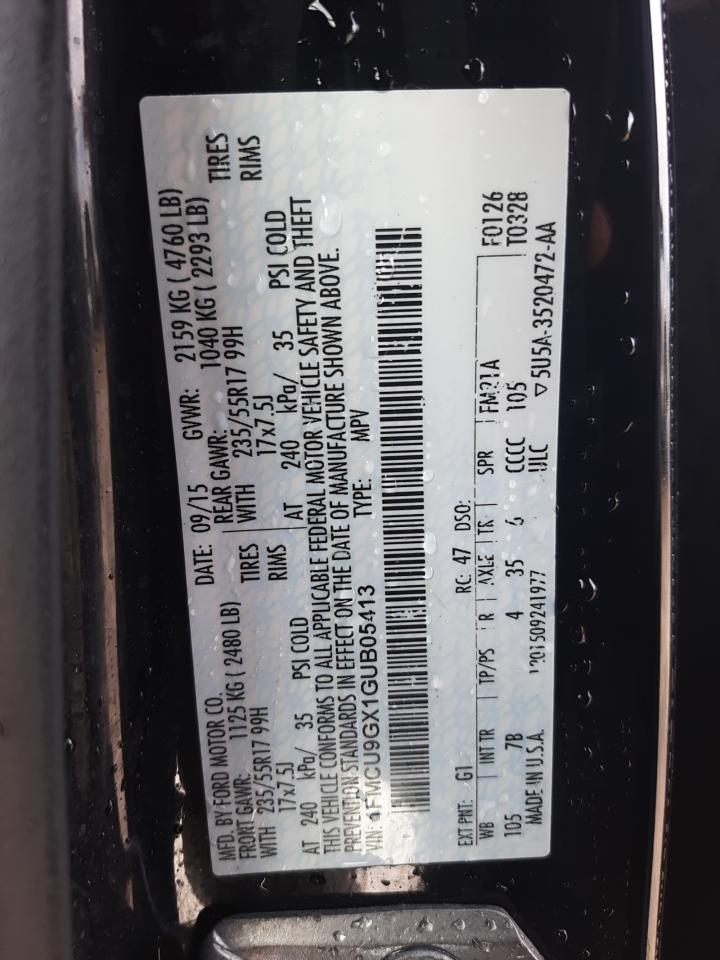 MFD. BY FORD MOTOR CO. DATE: 09/15 GVWR: 2159 KG ( 4760 LB)
FRONT GAWR: 1125 KG ( 2480 LB) REAR GAWR: 1040 KG ( 2293 LB)
WITH 235/55R17 99H TIRES WITH 235/55R17 99H TIRES
17x7.5J RIMS 17x7.5J RIMS
AT 240 kPa/ 35 PSI COLD AT 240 kPa/ 35 PSI COLD
THIS VEHICLE CONFORMS TO ALL APPLICABLE FEDERAL MOTOR VEHICLE SAFETY AND THEFT
PREVENTION STANDARDS IN EFFECT ON THE DATE OF MANUFACTURE SHOWN ABOVE.
VIN: 1FMCU9GX1GUB05413 TYPE: MPV
EXT PNT: G1 RC: 47 DSO: F0126
WB INT TR TP/PS R AXLE TR SPR FM21A T0328
105 7B 4 35 6 CCCC 105
MADE IN U.S.A. 1201509241977 ULC ▽5U5A-3520472-AA